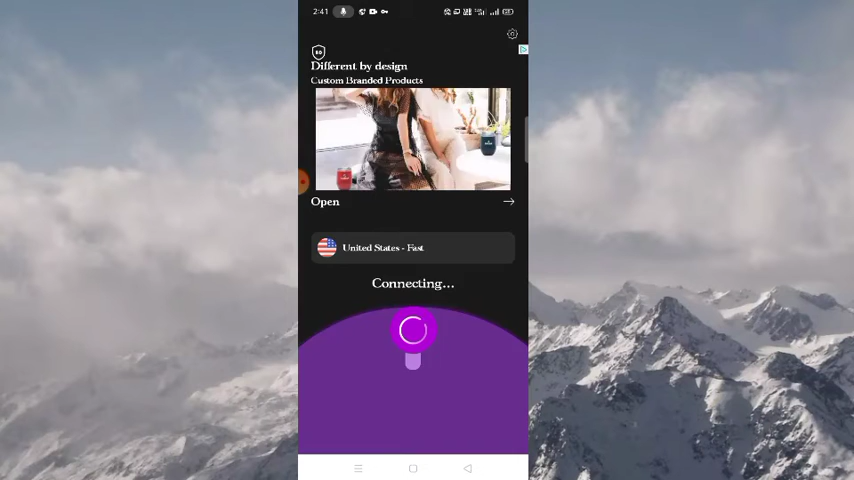 2:41
Different by design
Custom Branded Products
Open
United States - Fast
Connecting...